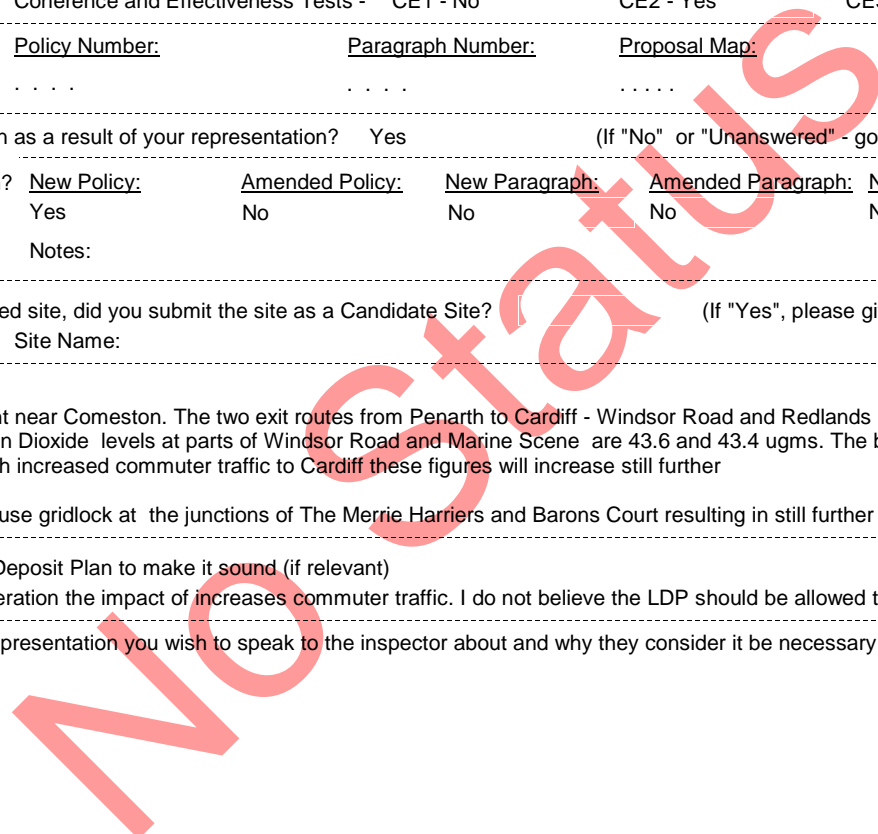 Coherence and Effectiveness Tests - CE1 - No CE2 - Yes CE3
Policy Number: Paragraph Number: Proposal Map:
. . . . . . . . . . . . .
n as a result of your representation? Yes (If "No" or "Unanswered" - go
? New Policy: Amended Policy: New Paragraph: Amended Paragraph: N
Yes No No No N
Notes:
ed site, did you submit the site as a Candidate Site? (If "Yes", please gi
Site Name:
nt near Comeston. The two exit routes from Penarth to Cardiff - Windsor Road and Redlands
n Dioxide levels at parts of Windsor Road and Marine Scene are 43.6 and 43.4 ugms. The b
h increased commuter traffic to Cardiff these figures will increase still further
use gridlock at the junctions of The Merrie Harriers and Barons Court resulting in still further
Deposit Plan to make it sound (if relevant)
eration the impact of increases commuter traffic. I do not believe the LDP should be allowed t
presentation you wish to speak to the inspector about and why they consider it be necessary
No Status